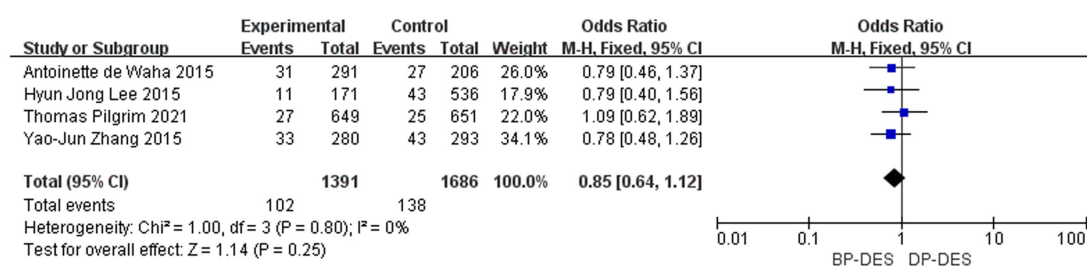 Experimental Control Odds Ratio Odds Ratio
Study or Subgroup Events Total Events Total Weight M-H, Fixed, 95% CI M-H, Fixed, 95% CI
Antoinette de Waha 2015 31 291 27 206 26.0% 0.79 [0.46, 1.37]
Hyun Jong Lee 2015 11 171 43 536 17.9% 0.79 [0.40, 1.56]
Thomas Pilgrim 2021 27 649 25 651 22.0% 1.09 [0.62, 1.89]
Yao-Jun Zhang 2015 33 280 43 293 34.1% 0.78 [0.48, 1.26]
Total (95% CI) 1391 1686 100.0% 0.85 [0.64, 1.12]
Total events 102 138
Heterogeneity: Chi² = 1.00, df = 3 (P = 0.80); I² = 0%
Test for overall effect: Z = 1.14 (P = 0.25)
0.01 0.1 1 10 100
BP-DES DP-DES